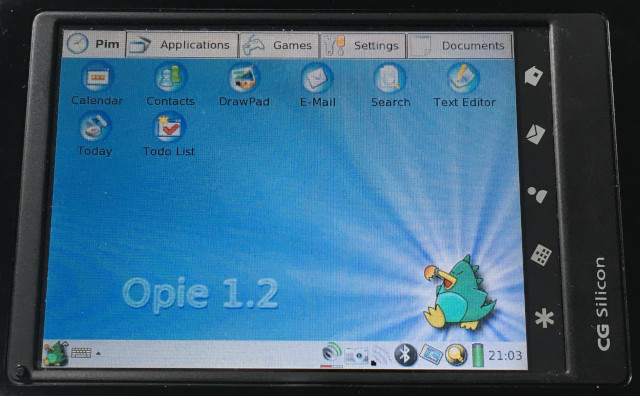 Pim Applications Games Settings Documents
Calendar Contacts DrawPad E-Mail Search Text Editor
Today Todo List
Opie 1.2
21:03
CG Silicon